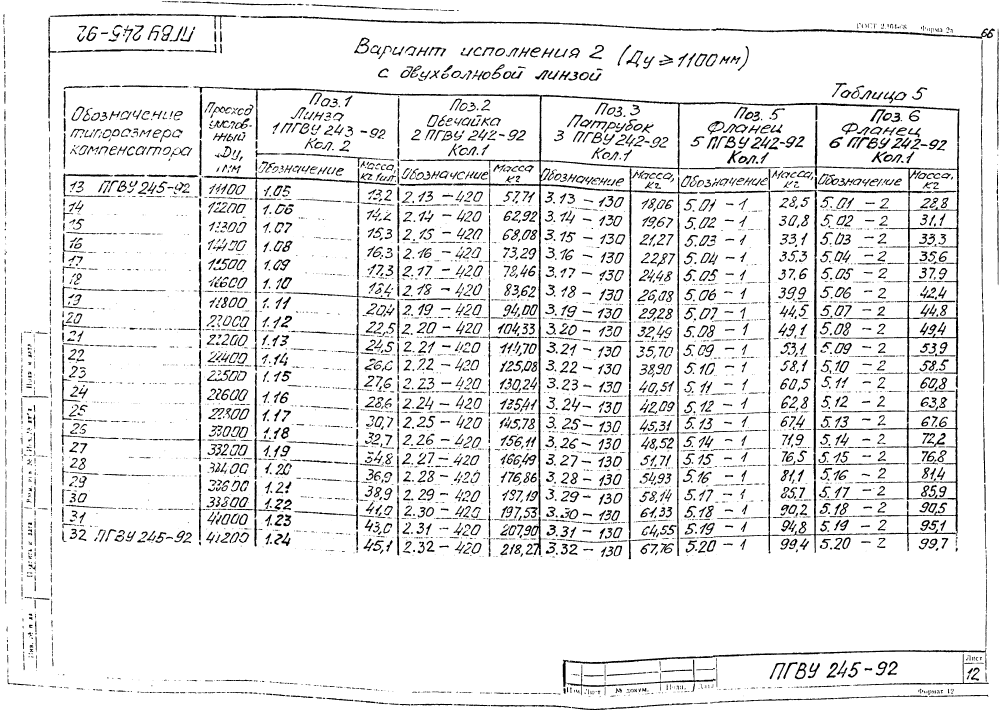 ПГВУ 245-92
ГОСТ 2.104-68 Форма 2а
66
Вариант исполнения 2 (Ду ≥ 1100 мм)
с двухволновой линзой
Таблица 5
Обозначение типоразмера компенсатора | Проход условный Ду, мм | Поз. 1 Линза 1 ПГВУ 243-92 Кол. 2 | Поз. 2 Обечайка 2 ПГВУ 242-92 Кол. 1 | Поз. 3 Патрубок 3 ПГВУ 242-92 Кол. 1 | Поз. 5 Фланец 5 ПГВУ 242-92 Кол. 1 | Поз. 6 Фланец 6 ПГВУ 242-92 Кол. 1
Обозначение | Масса, кг | Обозначение | Масса кг | Обозначение | Масса, кг | Обозначение | Масса, кг | Обозначение | Масса, кг
13 ПГВУ 245-92 | 1.05 | 13,2 | 2.13 - 420 | 57,71 | 3.13 - 130 | 18,06 | 5.01 - 1 | 28,5 | 5.01 - 2 | 28,8
14 | 1.06 | 14,2 | 2.14 - 420 | 62,92 | 3.14 - 130 | 19,67 | 5.02 - 1 | 30,8 | 5.02 - 2 | 31,1
15 | 1.07 | 15,3 | 2.15 - 420 | 68,08 | 3.15 - 130 | 21,27 | 5.03 - 1 | 33,1 | 5.03 - 2 | 33,3
16 | 1.08 | 16,3 | 2.16 - 420 | 73,29 | 3.16 - 130 | 22,87 | 5.04 - 1 | 35,3 | 5.04 - 2 | 35,6
17 | 1.09 | 17,3 | 2.17 - 420 | 78,46 | 3.17 - 130 | 24,48 | 5.05 - 1 | 37,6 | 5.05 - 2 | 37,9
18 | 1.10 | 18,4 | 2.18 - 420 | 83,62 | 3.18 - 130 | 26,08 | 5.06 - 1 | 39,9 | 5.06 - 2 | 42,4
19 | 1.11 | 20,4 | 2.19 - 420 | 94,00 | 3.19 - 130 | 29,28 | 5.07 - 1 | 44,5 | 5.07 - 2 | 44,8
20 | 1.12 | 22,5 | 2.20 - 420 | 104,33 | 3.20 - 130 | 32,49 | 5.08 - 1 | 49,1 | 5.08 - 2 | 49,4
21 | 1.13 | 24,5 | 2.21 - 420 | 114,70 | 3.21 - 130 | 35,70 | 5.09 - 1 | 53,1 | 5.09 - 2 | 53,9
22 | 1.14 | 2.22 - 420 | 125,08 | 3.22 - 130 | 38,90 | 5.10 - 1 | 58,1 | 5.10 - 2 | 58.5
23 | 1.15 | 27,6 | 2.23 - 420 | 130,24 | 3.23 - 130 | 40,51 | 5.11 - 1 | 60,5 | 5.11 - 2 | 60,8
24 | 1.16 | 28,6 | 2.24 - 420 | 135,41 | 3.24 - 130 | 42,09 | 5.12 - 1 | 62,8 | 5.12 - 2 | 63,8
25 | 1.17 | 30,7 | 2.25 - 420 | 145,78 | 3.25 - 130 | 45,31 | 5.13 - 1 | 67,4 | 5.13 - 2 | 67.6
26 | 1.18 | 32,7 | 2.26 - 420 | 156,11 | 3.26 - 130 | 48,52 | 5.14 - 1 | 71,9 | 5.14 - 2 | 72,2
27 | 1.19 | 34,8 | 2.27 - 420 | 166,49 | 3.27 - 130 | 51,71 | 5.15 - 1 | 76,5 | 5.15 - 2 | 76,8
28 | 1.20 | 36,9 | 2.28 - 420 | 176,86 | 3.28 - 130 | 54,93 | 5.16 - 1 | 81,1 | 5.16 - 2 | 81,4
29 | 1.21 | 38,9 | 2.29 - 420 | 3.29 - 130 | 58,14 | 5.17 - 1 | 85,7 | 5.17 - 2 | 85,9
30 | 1.22 | 41,0 | 2.30 - 420 | 197,53 | 3.30 - 130 | 61,33 | 5.18 - 1 | 90,2 | 5.18 - 2 | 90,5
31 | 1.23 | 43,0 | 2.31 - 420 | 207,90 | 3.31 - 130 | 64,55 | 5.19 - 1 | 94,8 | 5.19 - 2 | 95,1
32 ПГВУ 245-92 | 1.24 | 45,1 | 2.32 - 420 | 218,27 | 3.32 - 130 | 67,76 | 5.20 - 1 | 99,4 | 5.20 - 2 | 99,7
Изм. Лист № докум. Подп. Дата
ПГВУ 245-92
Лист
12
Формат 12